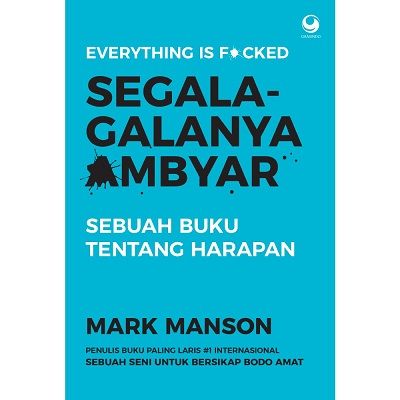 GRASINDO
EVERYTHING IS F*CKED
SEGALA-
GALANYA
AMBYAR
SEBUAH BUKU
TENTANG HARAPAN
MARK MANSON
PENULIS BUKU PALING LARIS #1 INTERNASIONAL
SEBUAH SENI UNTUK BERSIKAP BODO AMAT